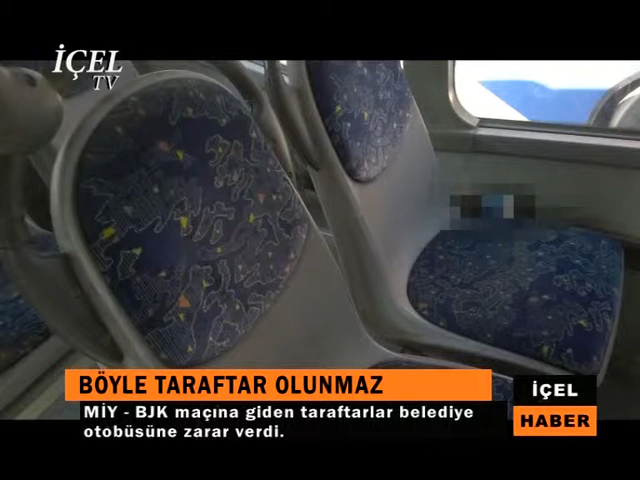 İÇEL
TV
BÖYLE TARAFTAR OLUNMAZ
MİY - BJK maçına giden taraftarlar belediye
otobüsüne zarar verdi.
İÇEL
HABER